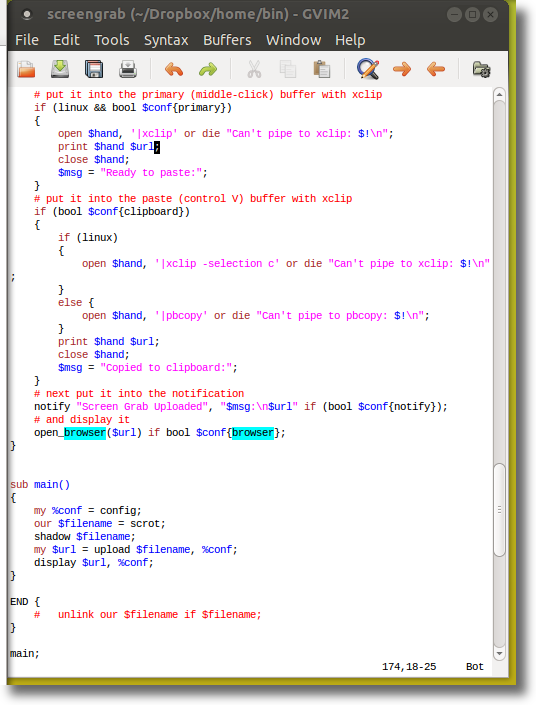 screengrab (~/Dropbox/home/bin) - GVIM2
File Edit Tools Syntax Buffers Window Help
    # put it into the primary (middle-click) buffer with xclip
    if (linux && bool $conf{primary})
    {
        open $hand, '|xclip' or die "Can't pipe to xclip: $!\n";
        print $hand $url;
        close $hand;
        $msg = "Ready to paste:";
    }
    # put it into the paste (control V) buffer with xclip
    if (bool $conf{clipboard})
    {
        if (linux)
        {
            open $hand, '|xclip -selection c' or die "Can't pipe to xclip: $!\n"
;
        }
        else {
            open $hand, '|pbcopy' or die "Can't pipe to pbcopy: $!\n";
        }
        print $hand $url;
        close $hand;
        $msg = "Copied to clipboard:";
    }
    # next put it into the notification
    notify "Screen Grab Uploaded", "$msg:\n$url" if (bool $conf{notify});
    # and display it
    open_browser($url) if bool $conf{browser};
}
sub main()
{
    my %conf = config;
    our $filename = scrot;
    shadow $filename;
    my $url = upload $filename, %conf;
    display $url, %conf;
}
END {
    #   unlink our $filename if $filename;
}
main;
174,18-25 Bot